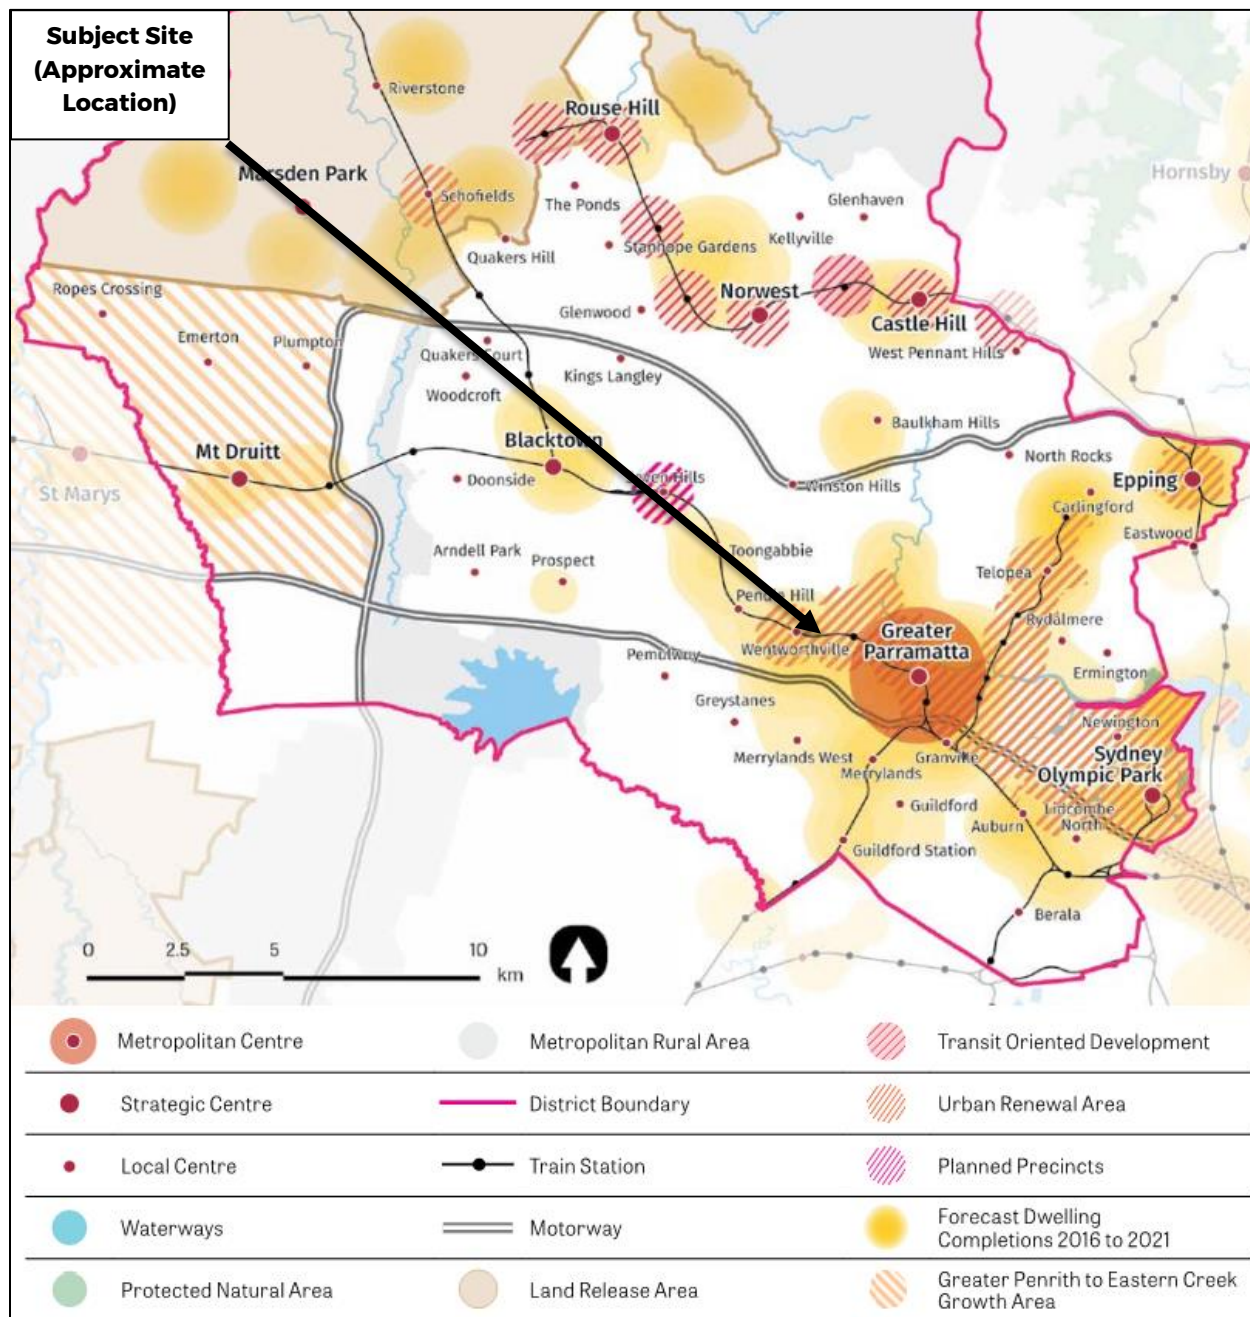 Subject Site
(Approximate
Location)
Riverstone
Rouse Hill
Marsden Park
Schofields
The Ponds
Glenhaven
Hornsby
Quakers Hill
Stanhope Gardens
Kellyville
Ropes Crossing
Norwest
Glenwood
Castle Hill
Emerton
Plumpton
Quakers Court
Kings Langley
West Pennant Hills
Woodcroft
Baulkham Hills
Blacktown
Mt Druitt
North Rocks
Epping
St Marys
Doonside
ven Hills
Winston Hills
Carlingford
Eastwood
Arndell Park
Prospect
Toongabbie
Telopea
Pendle Hill
Rydalmere
Greater
Parramatta
Wentworthville
Pemulwuy
Ermington
Greystanes
Newington
Merrylands West
Merrylands
Granville
Sydney
Olympic Park
Guildford
Auburn
Lidcombe
North
Guildford Station
Berala
0 2.5 5 10
km
Metropolitan Centre
Metropolitan Rural Area
Transit Oriented Development
Strategic Centre
District Boundary
Urban Renewal Area
Local Centre
Train Station
Planned Precincts
Waterways
Motorway
Forecast Dwelling
Completions 2016 to 2021
Protected Natural Area
Land Release Area
Greater Penrith to Eastern Creek
Growth Area